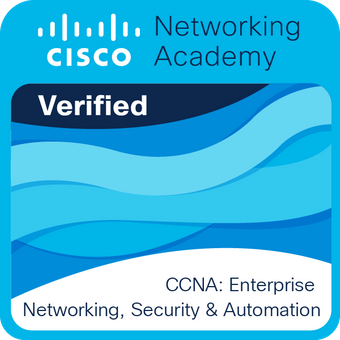 CISCO
Networking
Academy
Verified
CCNA: Enterprise
Networking, Security & Automation